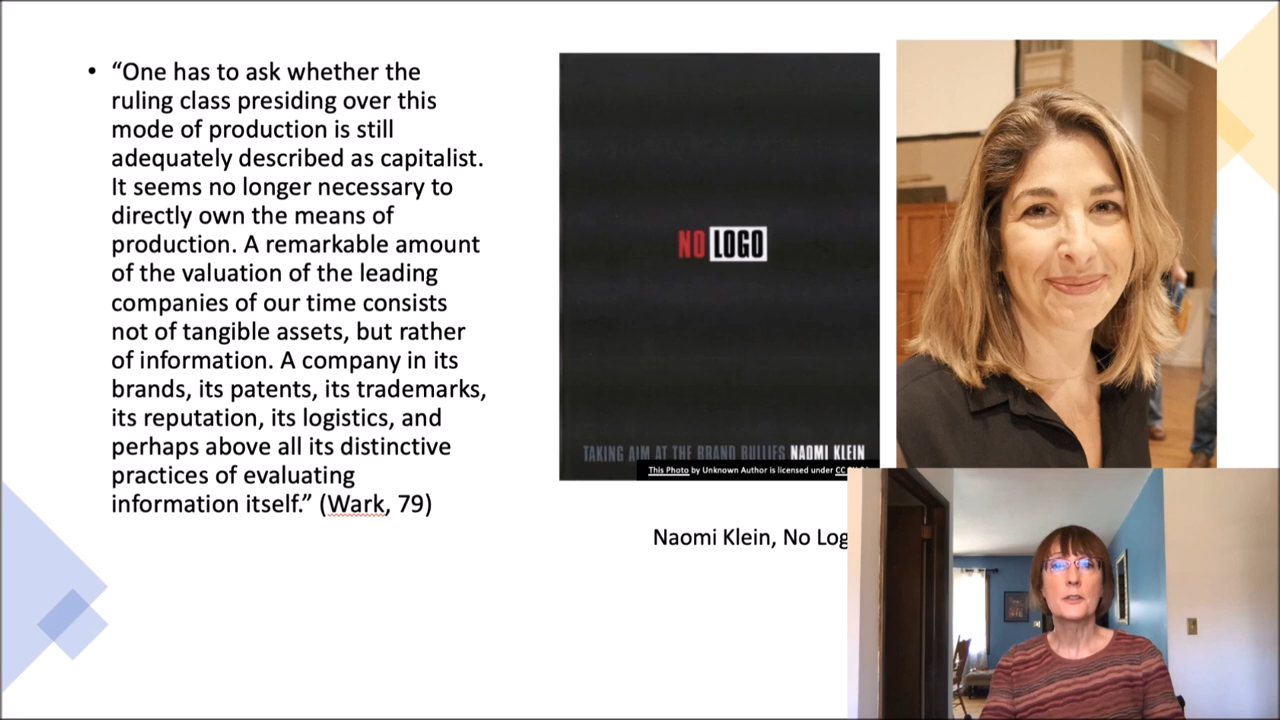 • “One has to ask whether the
ruling class presiding over this
mode of production is still
adequately described as capitalist.
It seems no longer necessary to
directly own the means of
production. A remarkable amount
of the valuation of the leading
companies of our time consists
not of tangible assets, but rather
of information. A company in its
brands, its patents, its trademarks,
its reputation, its logistics, and
perhaps above all its distinctive
practices of evaluating
information itself.” (Wark, 79)
NO LOGO
TAKING AIM AT THE BRAND BULLIES NAOMI KLEIN
This Photo by Unknown Author is licensed under CC
Naomi Klein, No Log